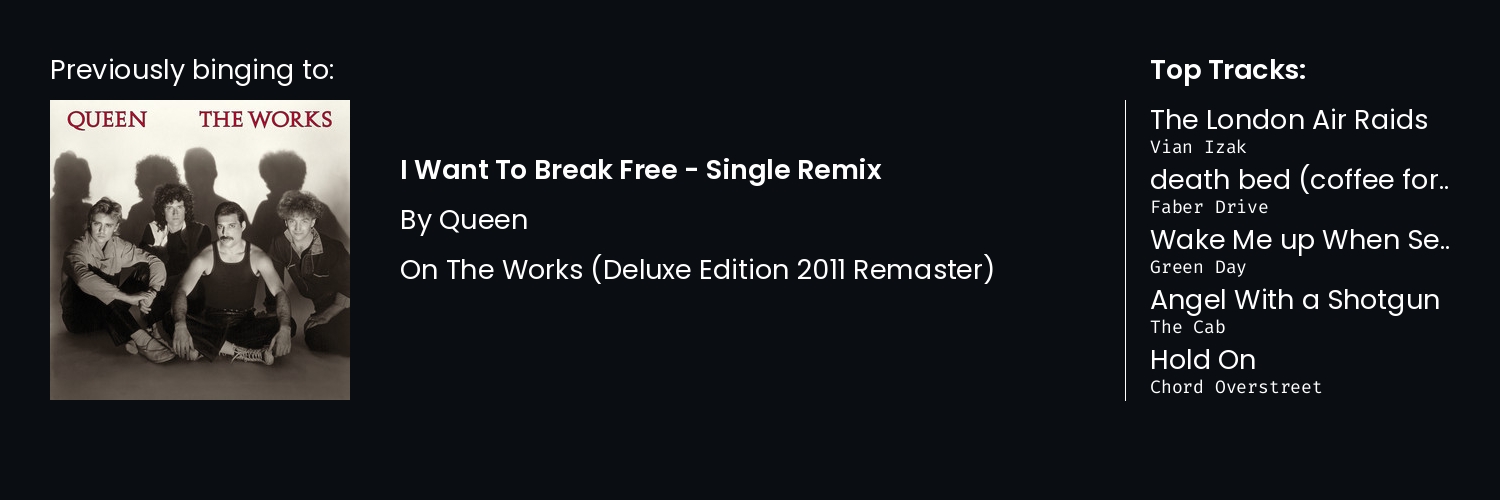 Previously binging to:
QUEEN THE WORKS
I Want To Break Free - Single Remix
By Queen
On The Works (Deluxe Edition 2011 Remaster)
Top Tracks:
The London Air Raids
Vian Izak
death bed (coffee for..
Faber Drive
Wake Me up When Se..
Green Day
Angel With a Shotgun
The Cab
Hold On
Chord Overstreet